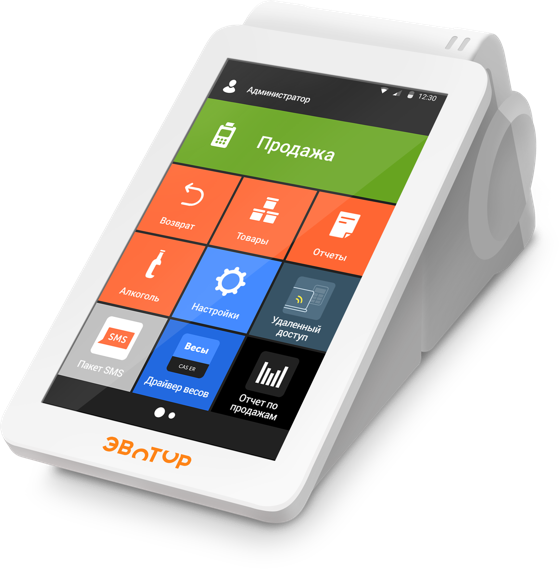 Администратор
12:30
Продажа
Возврат
Товары
Отчеты
Алкоголь
Настройки
Удаленный
доступ
SMS
Пакет SMS
Весы
CAS ER
Драйвер весов
Отчет по
продажам
ЭВОТОР